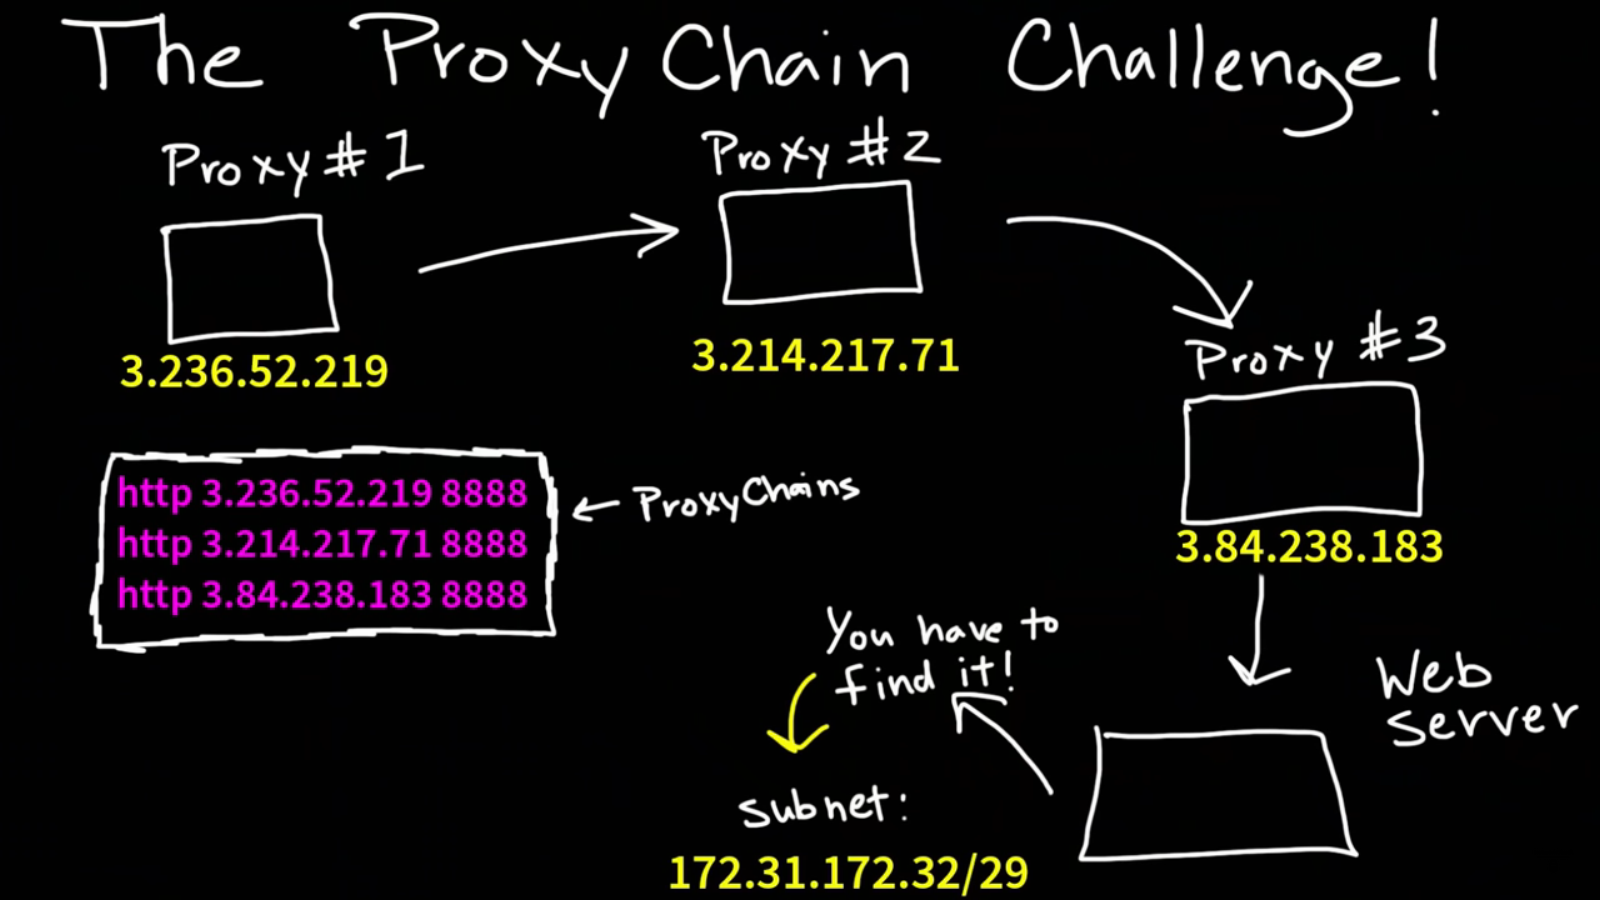 The Proxy Chain Challenge!
Proxy # 1
Proxy # 2
3.236.52.219
3.214.217.71
Proxy #3
http 3.236.52.219 8888
http 3.214.217.71 8888
http 3.84.238.183 8888
← ProxyChains
3.84.238.183
You have to
find it!
Web
server
subnet:
172.31.172.32/29